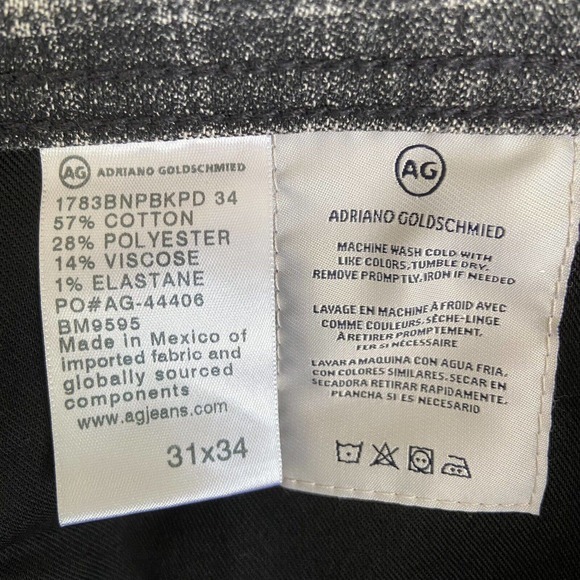 AG ADRIANO GOLDSCHMIED
1783BNPBKPD 34
57% COTTON
28% POLYESTER
14% VISCOSE
1% ELASTANE
PO#AG-44406
BM9595
Made in Mexico of
imported fabric and
globally sourced
components
www.agjeans.com
31x34
AG
ADRIANO GOLDSCHMIED
MACHINE WASH COLD WITH
LIKE COLORS. TUMBLE DRY.
REMOVE PROMPTLY. IRON IF NEEDED
LAVAGE EN MACHINE À FROID AVEC
COMME COULEURS. SÈCHE-LINGE
À RETIRER PROMPTEMENT.
FER SI NÉCESSAIRE
LAVAR A MAQUINA CON AGUA FRIA,
CON COLORES SIMILARES. SECAR EN
SECADORA RETIRAR RAPIDAMENTE.
PLANCHA SI ES NECESARIO